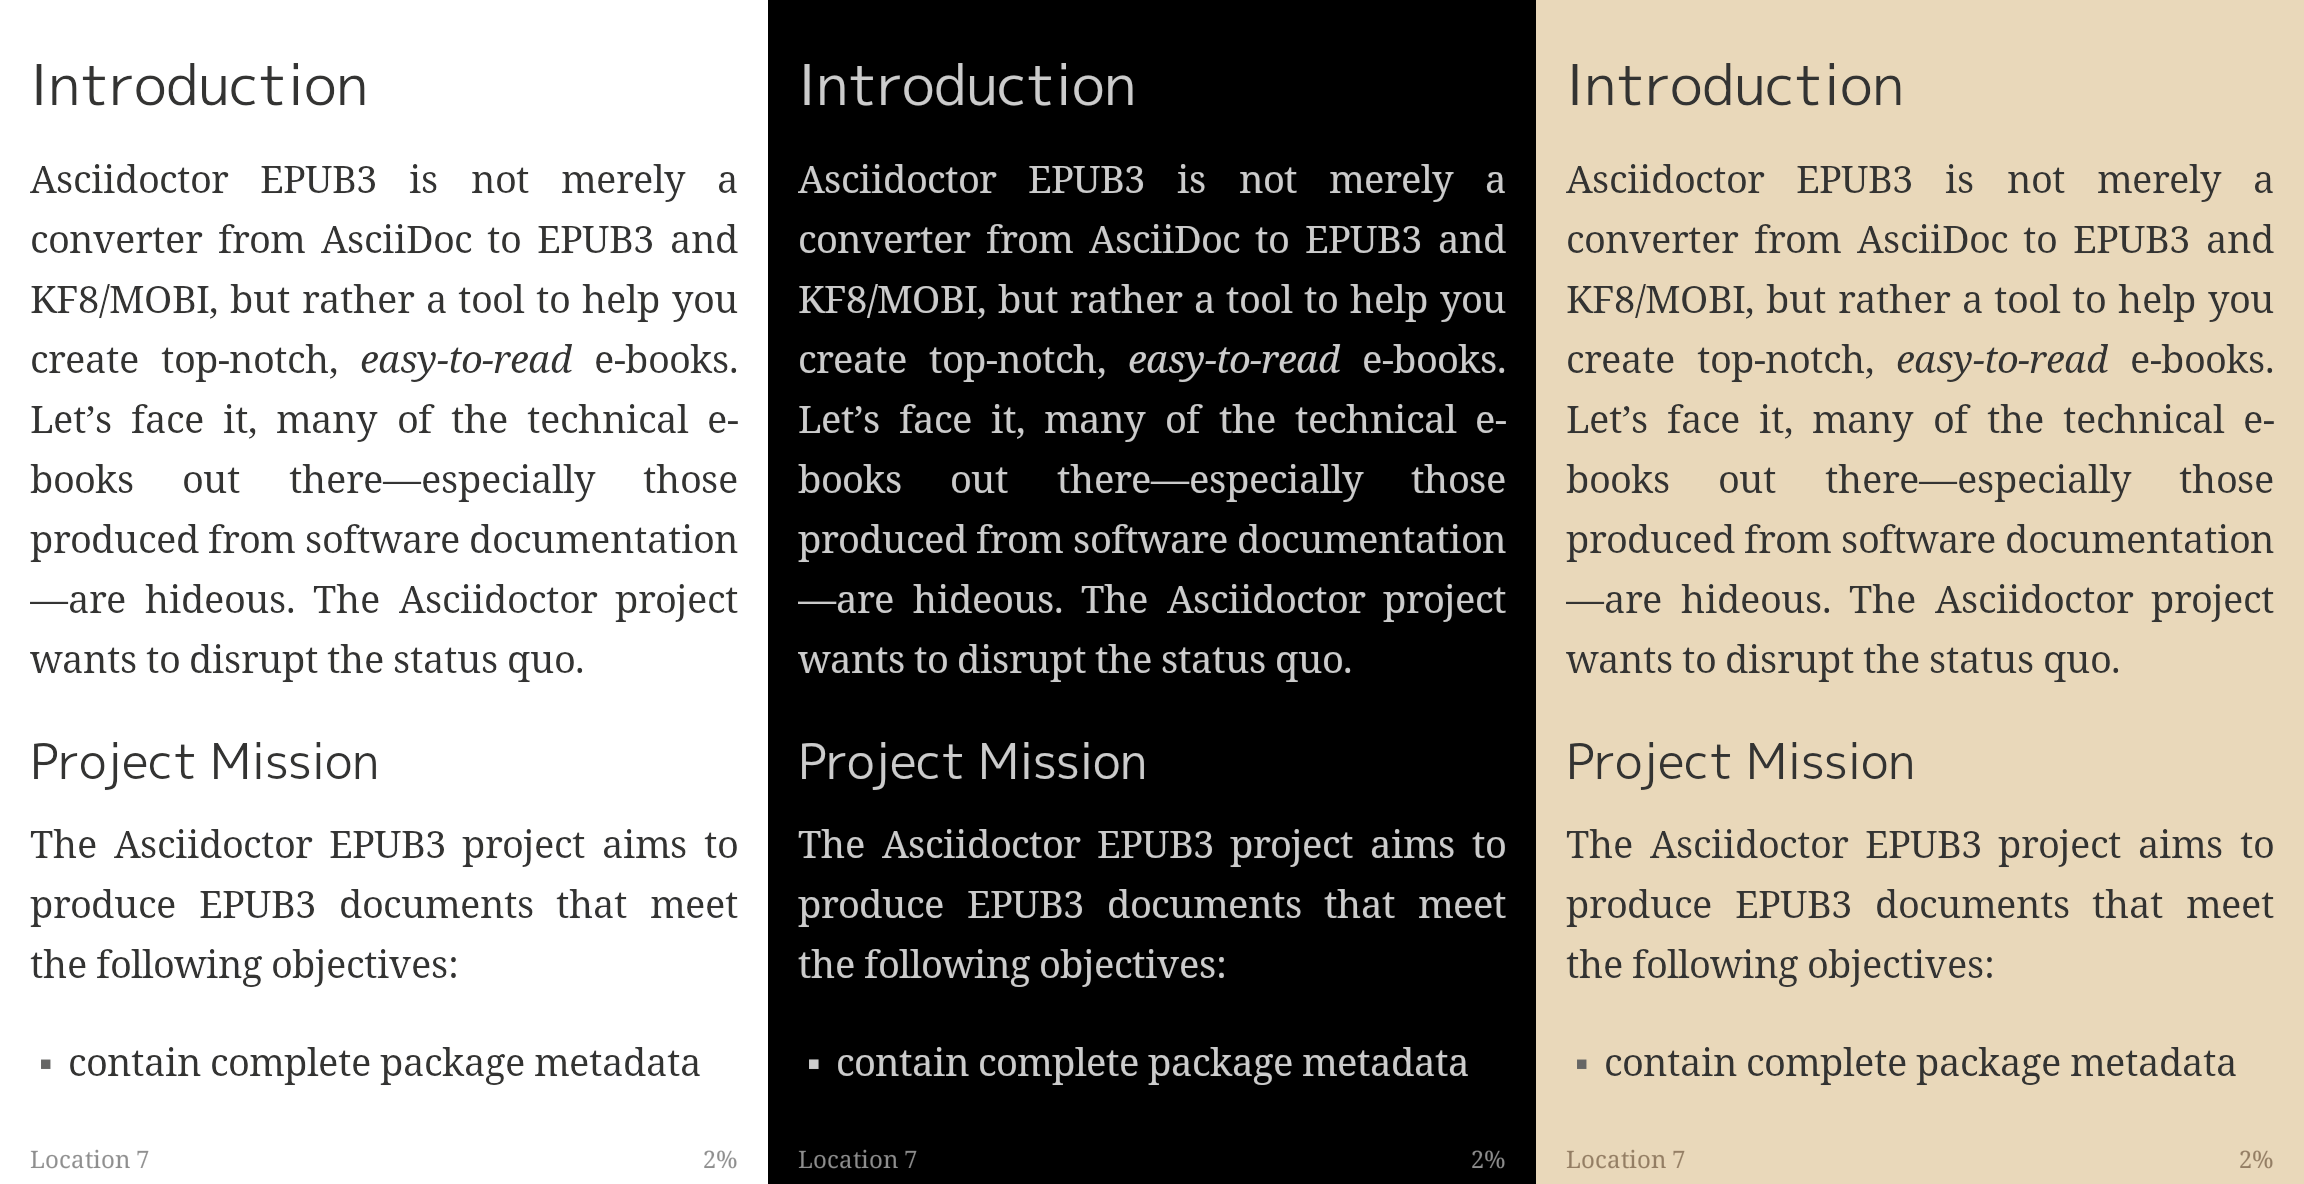 Introduction
Asciidoctor EPUB3 is not merely a
converter from AsciiDoc to EPUB3 and
KF8/MOBI, but rather a tool to help you
create top-notch, easy-to-read e-books.
Let’s face it, many of the technical e-
books out there—especially those
produced from software documentation
—are hideous. The Asciidoctor project
wants to disrupt the status quo.
Project Mission
The Asciidoctor EPUB3 project aims to
produce EPUB3 documents that meet
the following objectives:
▪ contain complete package metadata
Location 7 2%
Introduction
Asciidoctor EPUB3 is not merely a
converter from AsciiDoc to EPUB3 and
KF8/MOBI, but rather a tool to help you
create top-notch, easy-to-read e-books.
Let’s face it, many of the technical e-
books out there—especially those
produced from software documentation
—are hideous. The Asciidoctor project
wants to disrupt the status quo.
Project Mission
The Asciidoctor EPUB3 project aims to
produce EPUB3 documents that meet
the following objectives:
▪ contain complete package metadata
Location 7 2%
Introduction
Asciidoctor EPUB3 is not merely a
converter from AsciiDoc to EPUB3 and
KF8/MOBI, but rather a tool to help you
create top-notch, easy-to-read e-books.
Let’s face it, many of the technical e-
books out there—especially those
produced from software documentation
—are hideous. The Asciidoctor project
wants to disrupt the status quo.
Project Mission
The Asciidoctor EPUB3 project aims to
produce EPUB3 documents that meet
the following objectives:
▪ contain complete package metadata
Location 7 2%